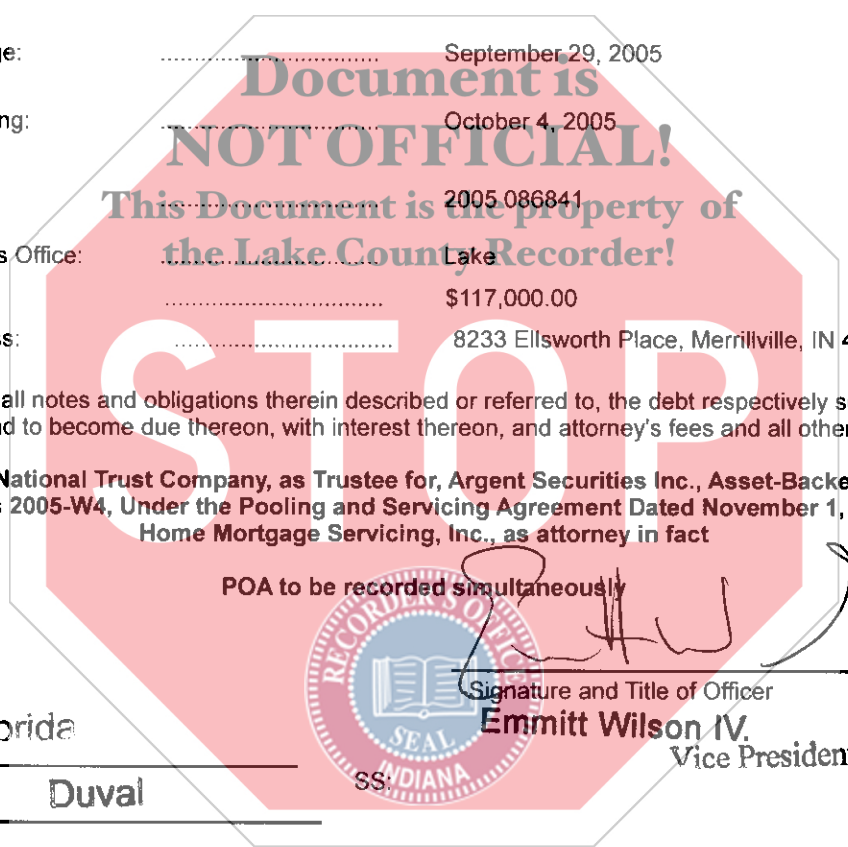 ge: ................................. September 29, 2005
Document is
ng: ................................. October 4, 2005
NOT OFFICIAL!
................................. 2005 086841
This Document is the property of
s Office: ................................. Lake
the Lake County Recorder!
................................. $117,000.00
ss: ................................. 8233 Ellsworth Place, Merrillville, IN 4
STOP
all notes and obligations therein described or referred to, the debt respectively s
d to become due thereon, with interest thereon, and attorney's fees and all other
National Trust Company, as Trustee for, Argent Securities Inc., Asset-Backe
2005-W4, Under the Pooling and Servicing Agreement Dated November 1,
Home Mortgage Servicing, Inc., as attorney in fact
POA to be recorded simultaneously
RECORDER'S OFFICE
SEAL
INDIANA
Signature and Title of Officer
Emmitt Wilson IV.
Vice Presiden
orida
SS:
Duval